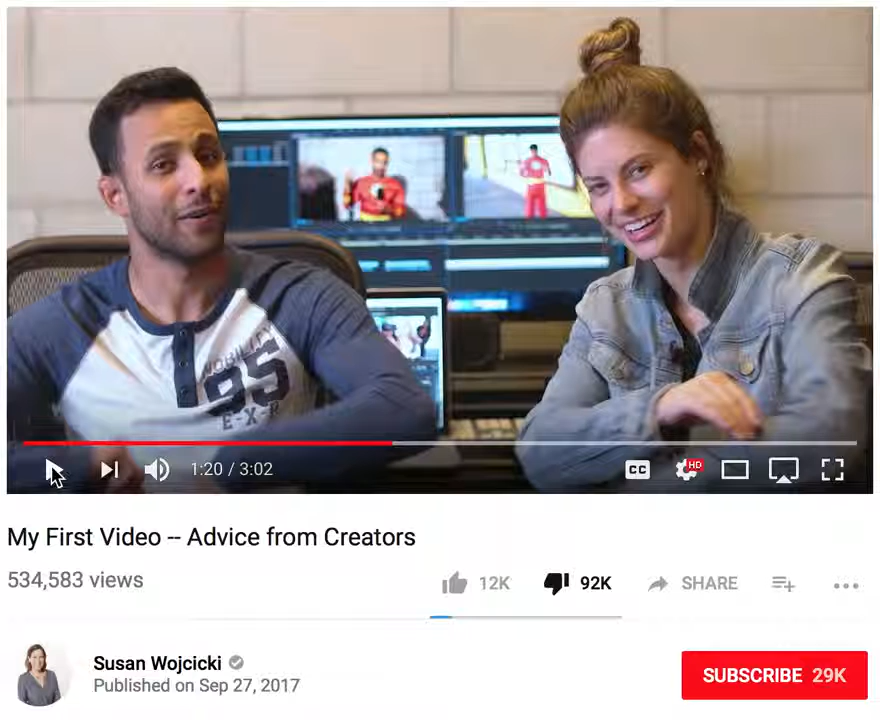 NOBILITY
95
E-X-R
1:20 / 3:02
CC
HD
My First Video -- Advice from Creators
534,583 views
12K
92K
SHARE
Susan Wojcicki
Published on Sep 27, 2017
SUBSCRIBE 29K